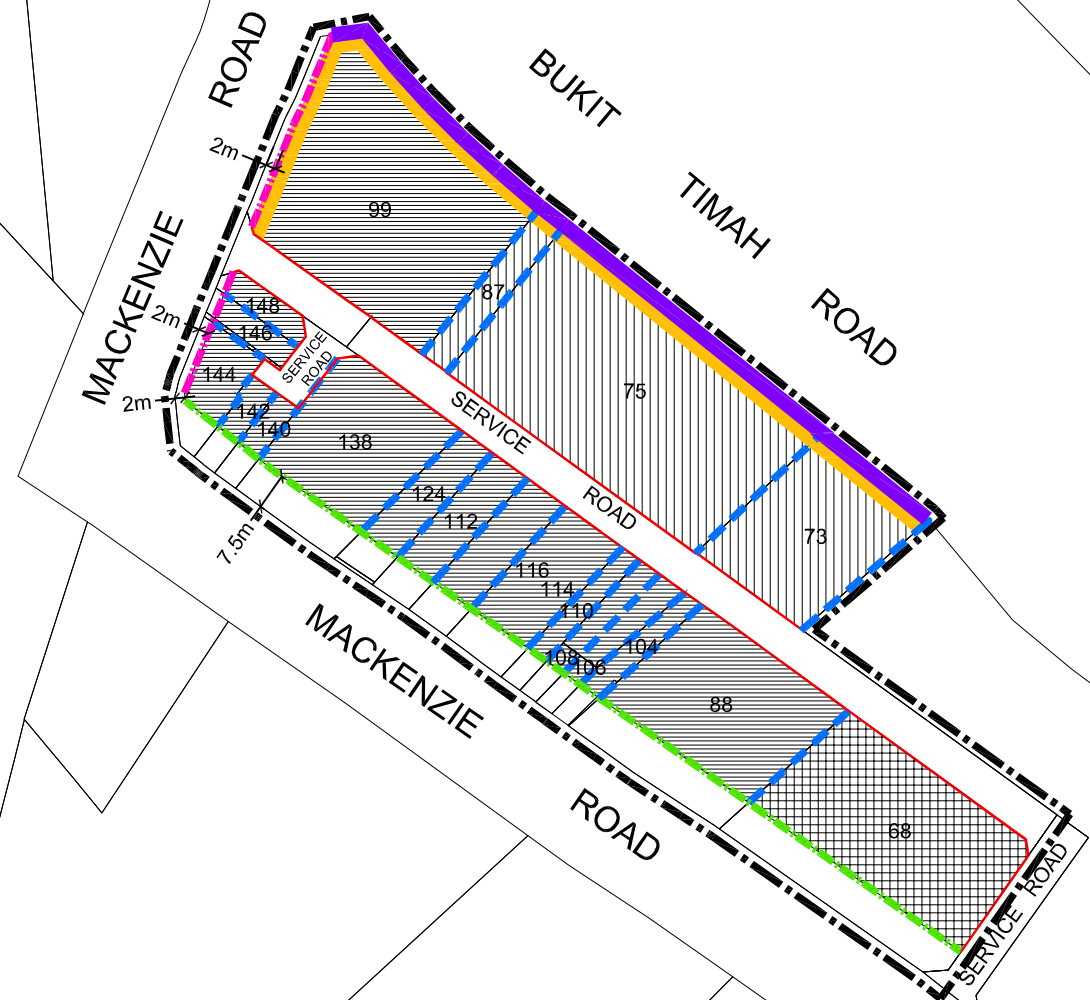 ROAD
BUKIT
2m
TIMAH
99
MACKENZIE
87
148
2m
146
ROAD
SERVICE
ROAD
144
75
2m
142
SERVICE
140
138
124
ROAD
112
73
7.5m
116
114
110
104
108
106
MACKENZIE
88
ROAD
68
SERVICE ROAD